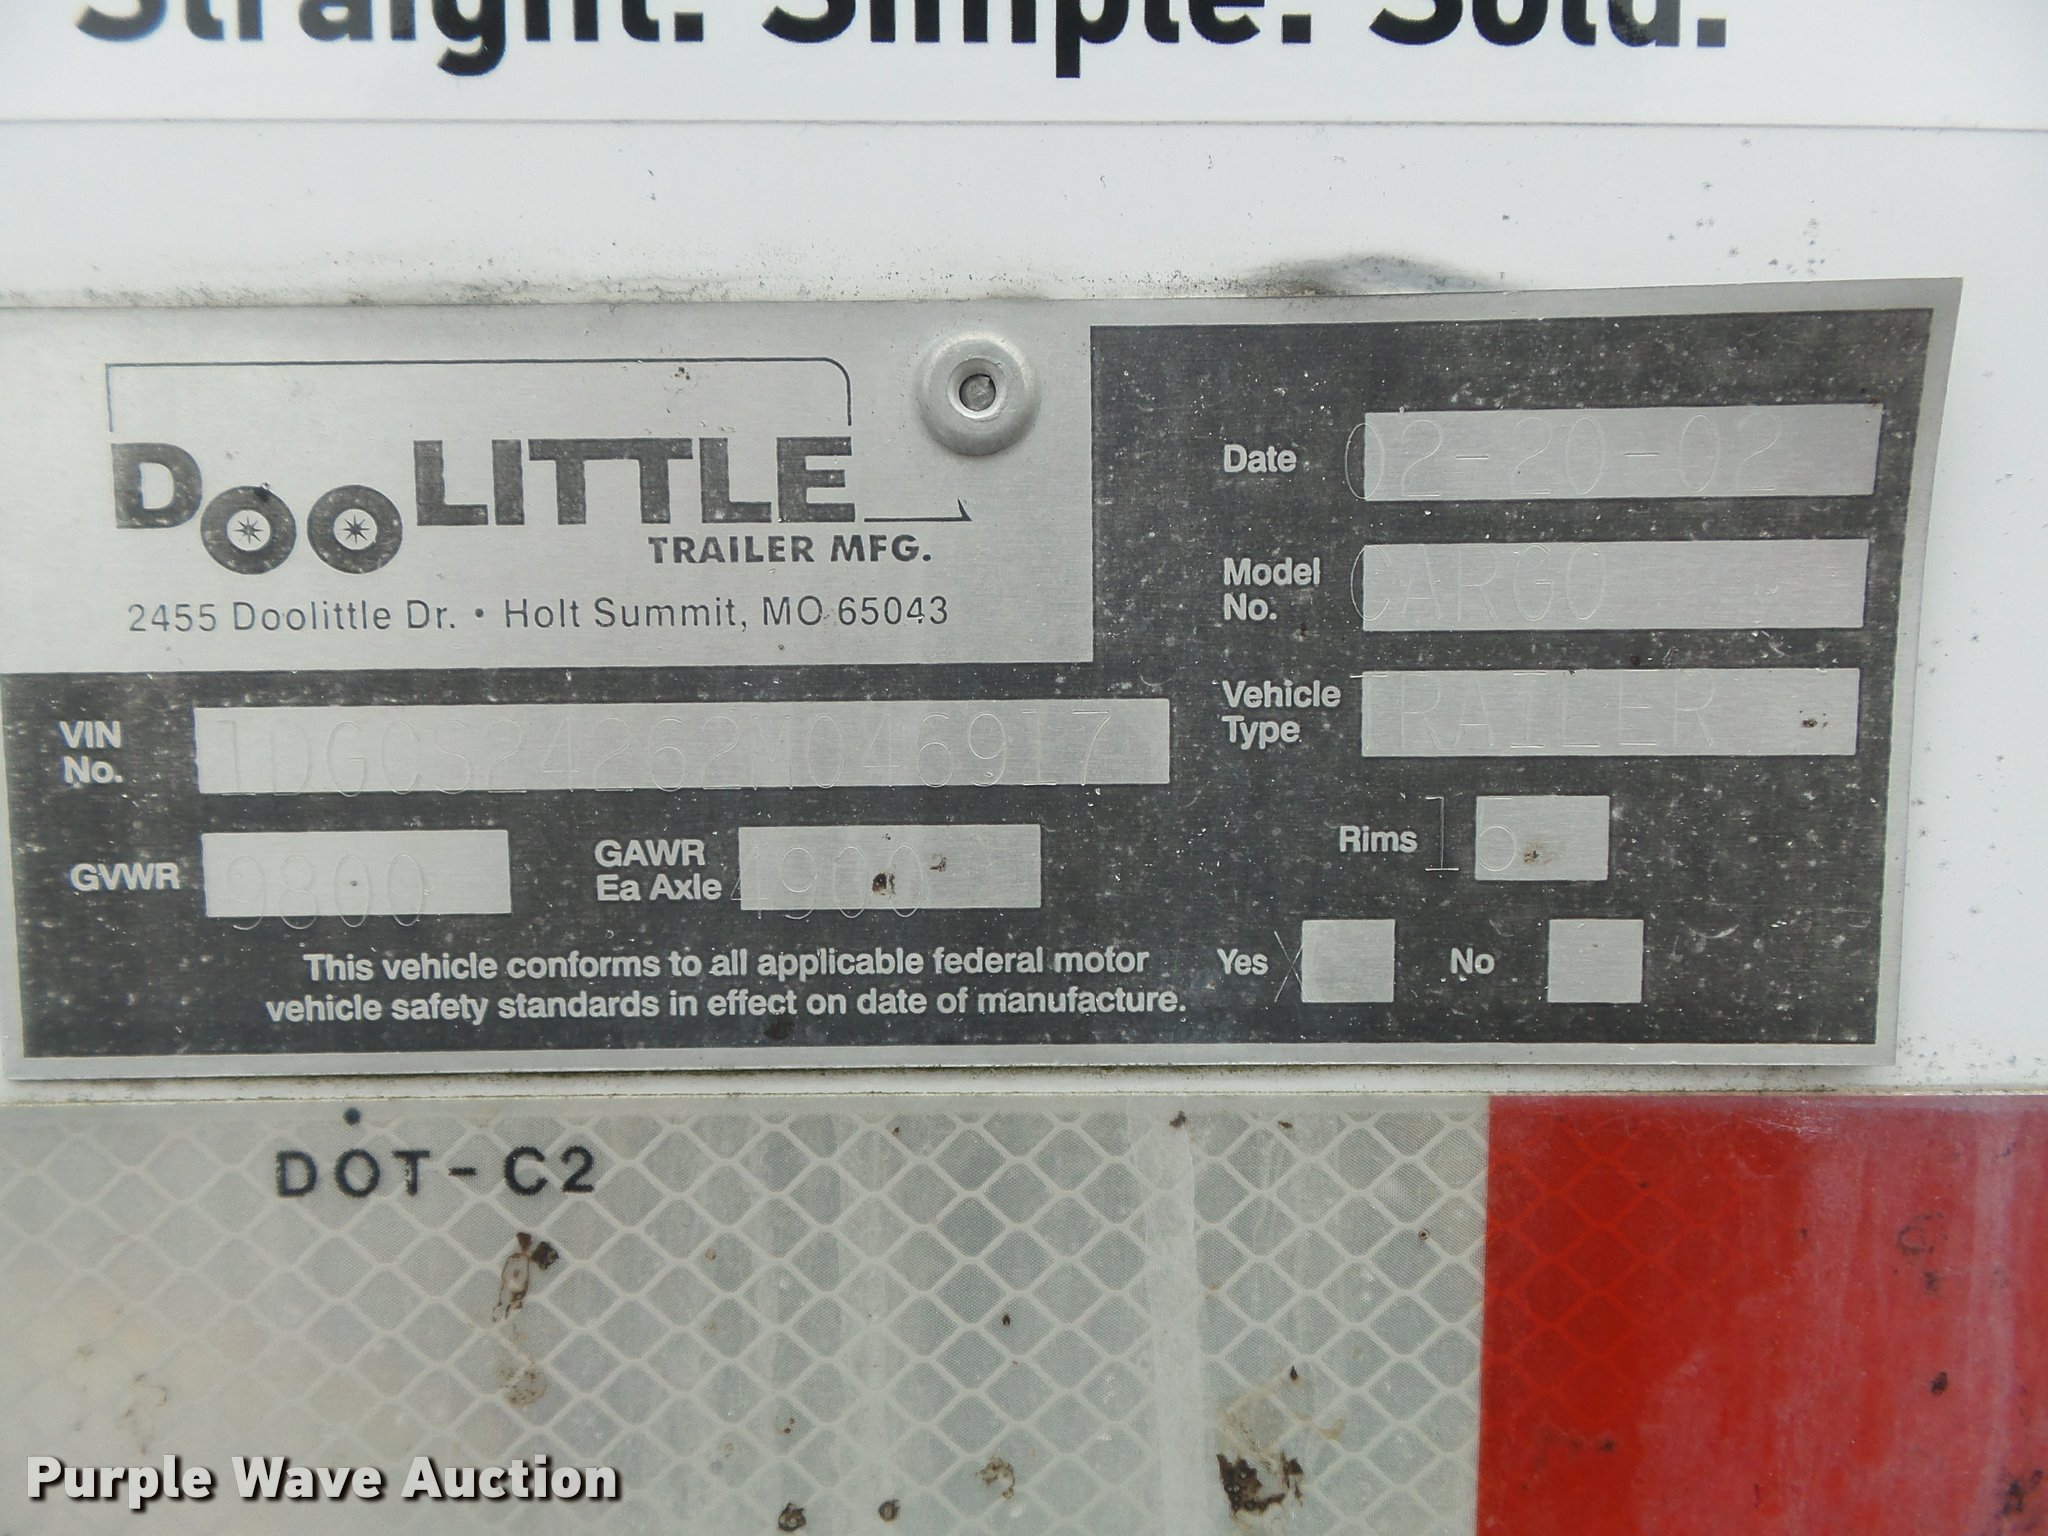 Straight. Simple. Sold.
DOOLITTLE
TRAILER MFG.
2455 Doolittle Dr. • Holt Summit, MO 65043
Date 02-20-02
Model No. CARGO
Vehicle Type TRAILER
VIN No. 1DGCS24262M046917
GVWR 9800 GAWR Ea Axle 4900
Rims 15
Yes X No
This vehicle conforms to all applicable federal motor
vehicle safety standards in effect on date of manufacture.
DOT-C2
Purple Wave Auction